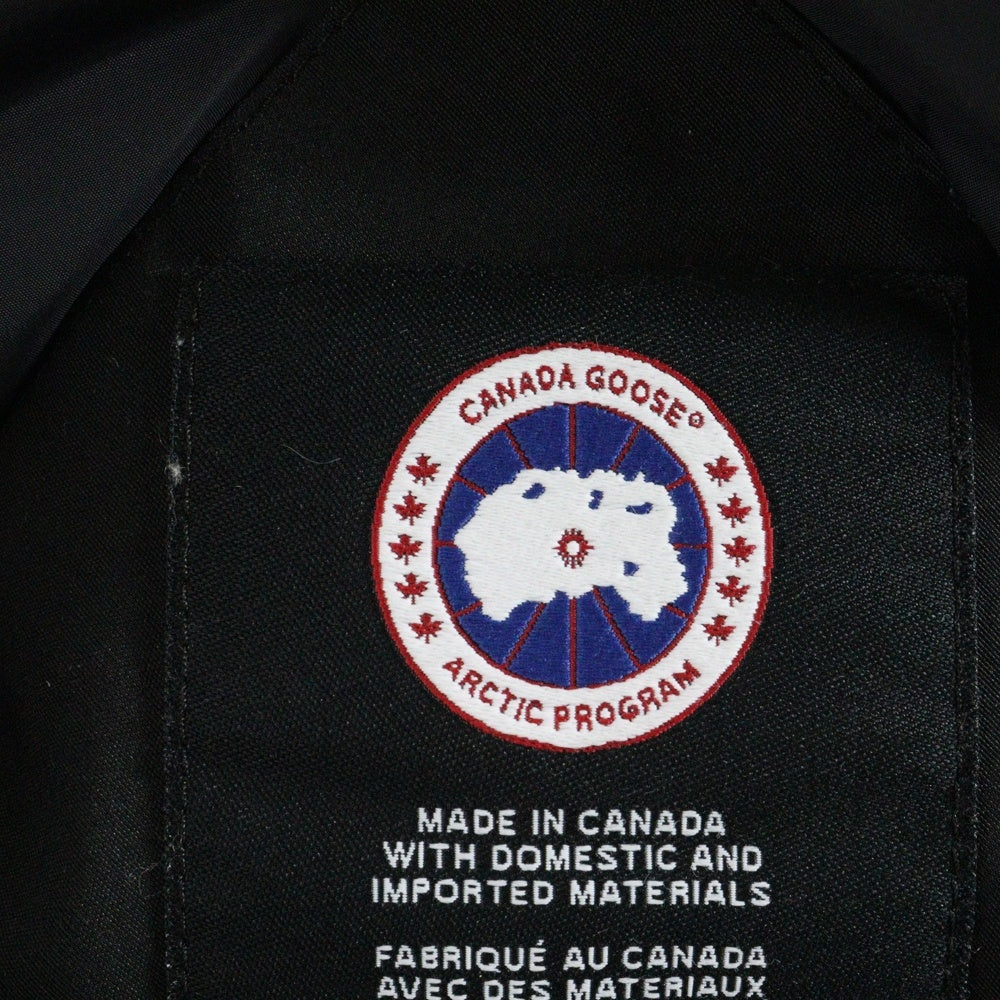 CANADA GOOSE®
ARCTIC PROGRAM
MADE IN CANADA
WITH DOMESTIC AND
IMPORTED MATERIALS
FABRIQUÉ AU CANADA
AVEC DES MATERIAUX